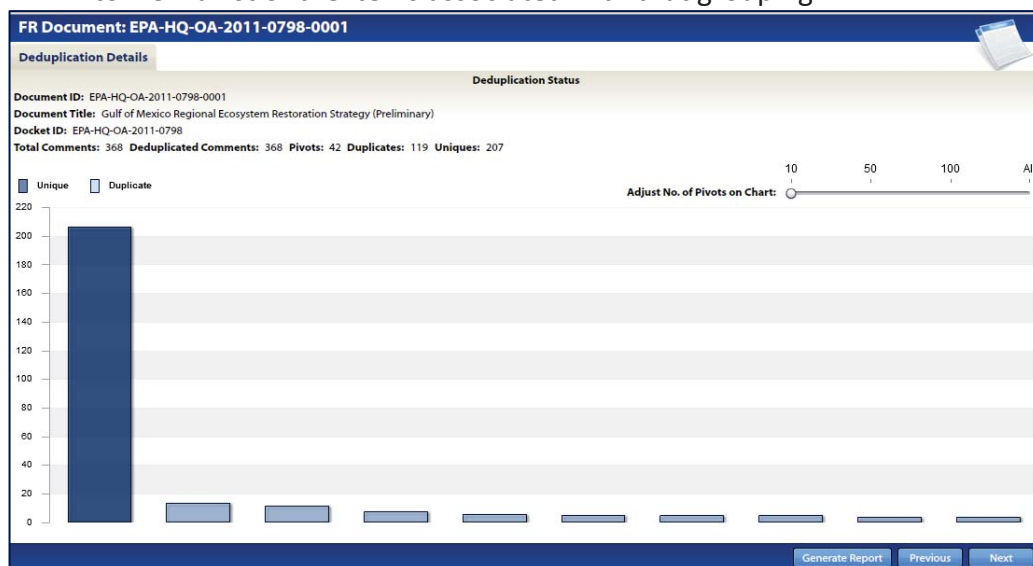 FR Document: EPA-HQ-OA-2011-0798-0001
Deduplication Details
Deduplication Status
Document ID: EPA-HQ-OA-2011-0798-0001
Document Title: Gulf of Mexico Regional Ecosystem Restoration Strategy (Preliminary)
Docket ID: EPA-HQ-OA-2011-0798
Total Comments: 368 Deduplicated Comments: 368 Pivots: 42 Duplicates: 119 Uniques: 207
10 50 100 Al
Unique Duplicate
Adjust No. of Pivots on Chart:
220
200
180
160
140
120
100
80
60
40
20
0
Generate Report Previous Next